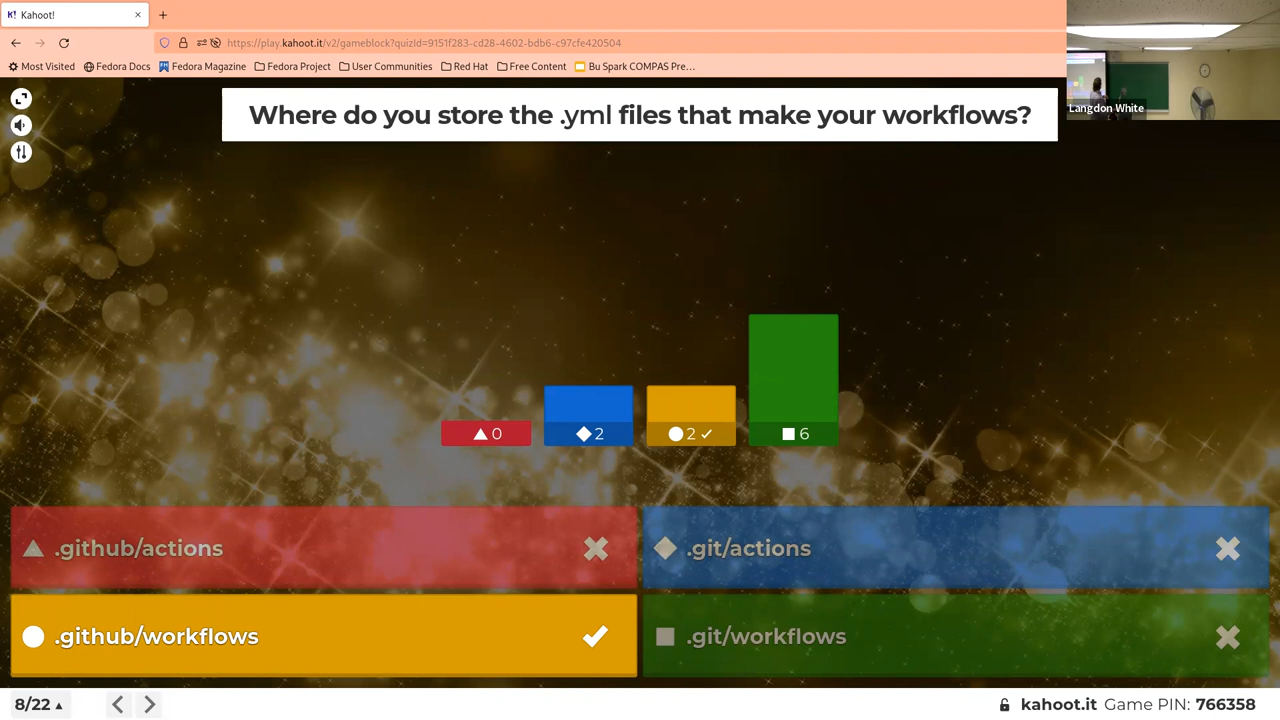 K! Kahoot!
https://play.kahoot.it/v2/gameblock?quizId=9151f283-cd28-4602-bdb6-c97cfe420504
Most Visited Fedora Docs Fedora Magazine Fedora Project User Communities Red Hat Free Content Bu Spark COMPAS Pre…
Langdon White
Where do you store the .yml files that make your workflows?
0 2 2 6
.github/actions
.git/actions
.github/workflows
.git/workflows
8/22
kahoot.it Game PIN: 766358